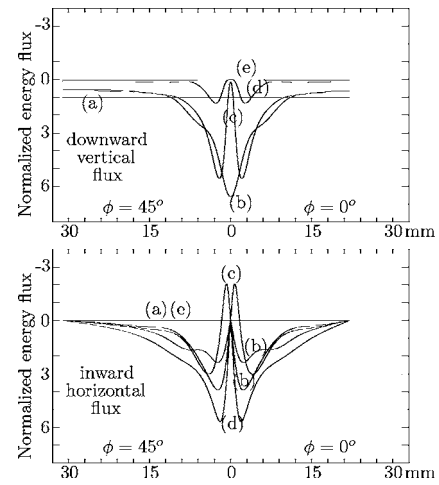 Normalized energy flux
-3
0
3
6
(e)
(d)
(a)
(c)
(b)
downward
vertical
flux
ϕ = 45° ϕ = 0°
30 15 0 15 30 mm
Normalized energy flux
-3
0
3
6
(c)
(a) (e)
(b)
(b)
(d)
inward
horizontal
flux
ϕ = 45° ϕ = 0°
30 15 0 15 30 mm